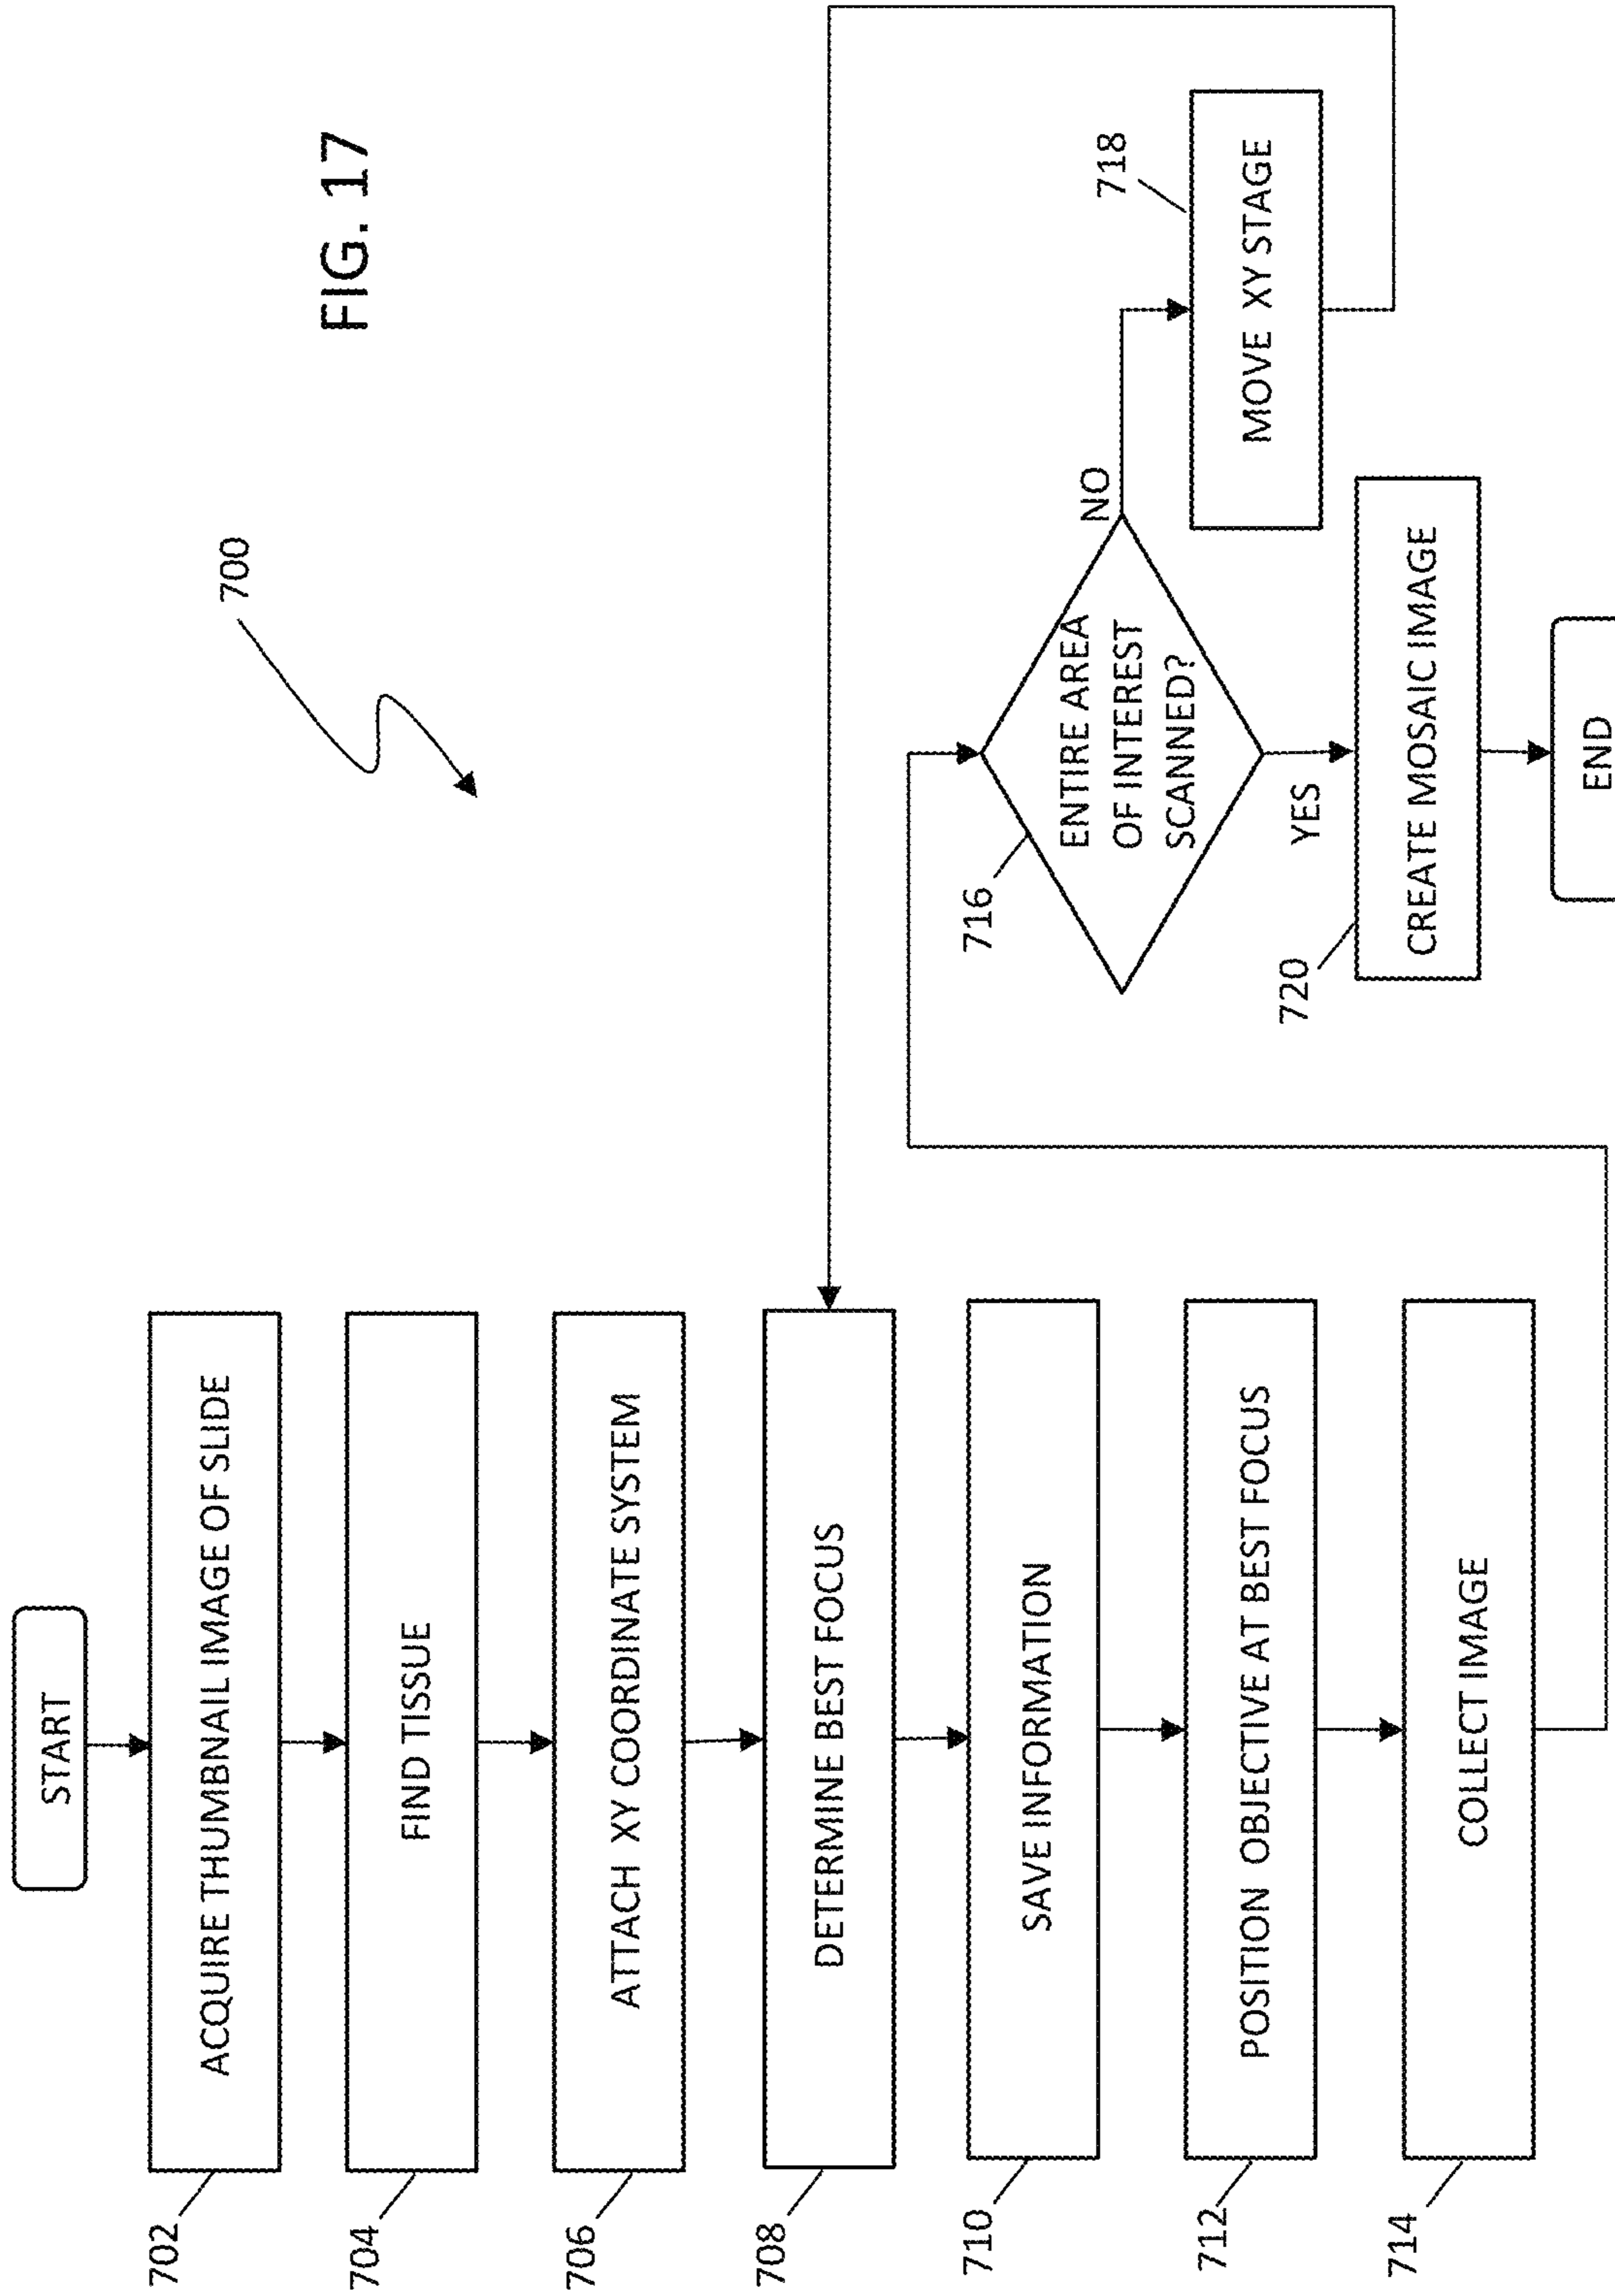 FIG. 17
700
START
702
ACQUIRE THUMBNAIL IMAGE OF SLIDE
704
FIND TISSUE
706
ATTACH XY COORDINATE SYSTEM
708
DETERMINE BEST FOCUS
710
SAVE INFORMATION
712
POSITION OBJECTIVE AT BEST FOCUS
714
COLLECT IMAGE
716
ENTIRE AREA
OF INTEREST
SCANNED?
NO
718
MOVE XY STAGE
YES
720
CREATE MOSAIC IMAGE
END